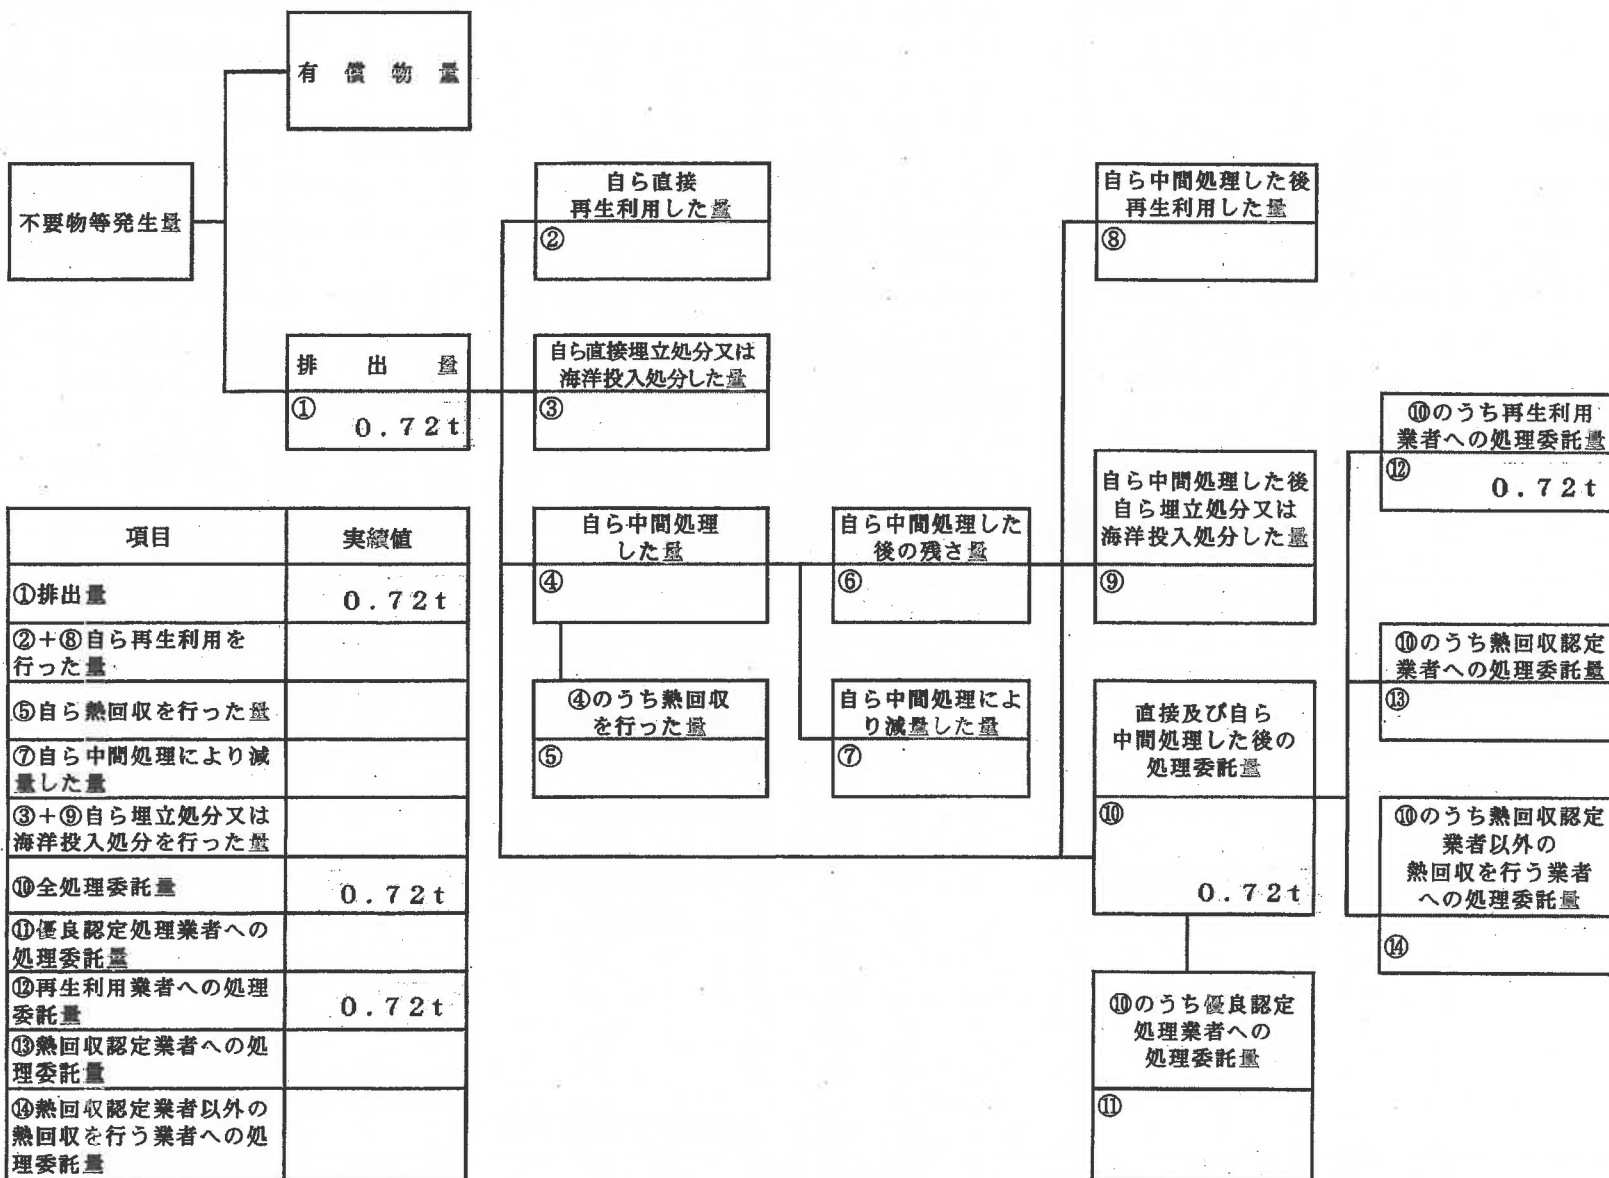 有償物量
不要物等発生量
排出量
①
0.72t
自ら直接
再生利用した量
②
自ら直接埋立処分又は
海洋投入処分した量
③
自ら中間処理
した量
④
④のうち熱回収
を行った量
⑤
自ら中間処理した
後の残さ量
⑥
自ら中間処理によ
り減量した量
⑦
自ら中間処理した後
再生利用した量
⑧
自ら中間処理した後
自ら埋立処分又は
海洋投入処分した量
⑨
直接及び自ら
中間処理した後の
処理委託量
⑩
0.72t
⑩のうち優良認定
処理業者への
処理委託量
⑪
⑩のうち再生利用
業者への処理委託量
⑫
0.72t
⑩のうち熱回収認定
業者への処理委託量
⑬
⑩のうち熱回収認定
業者以外の
熱回収を行う業者
への処理委託量
⑭
項目 実績値
①排出量 0.72t
②+⑧自ら再生利用を
行った量
⑤自ら熱回収を行った量
⑦自ら中間処理により減
量した量
③+⑨自ら埋立処分又は
海洋投入処分を行った量
⑩全処理委託量 0.72t
⑪優良認定処理業者への
処理委託量
⑫再生利用業者への処理
委託量 0.72t
⑬熱回収認定業者への処
理委託量
⑭熱回収認定業者以外の
熱回収を行う業者への処
理委託量